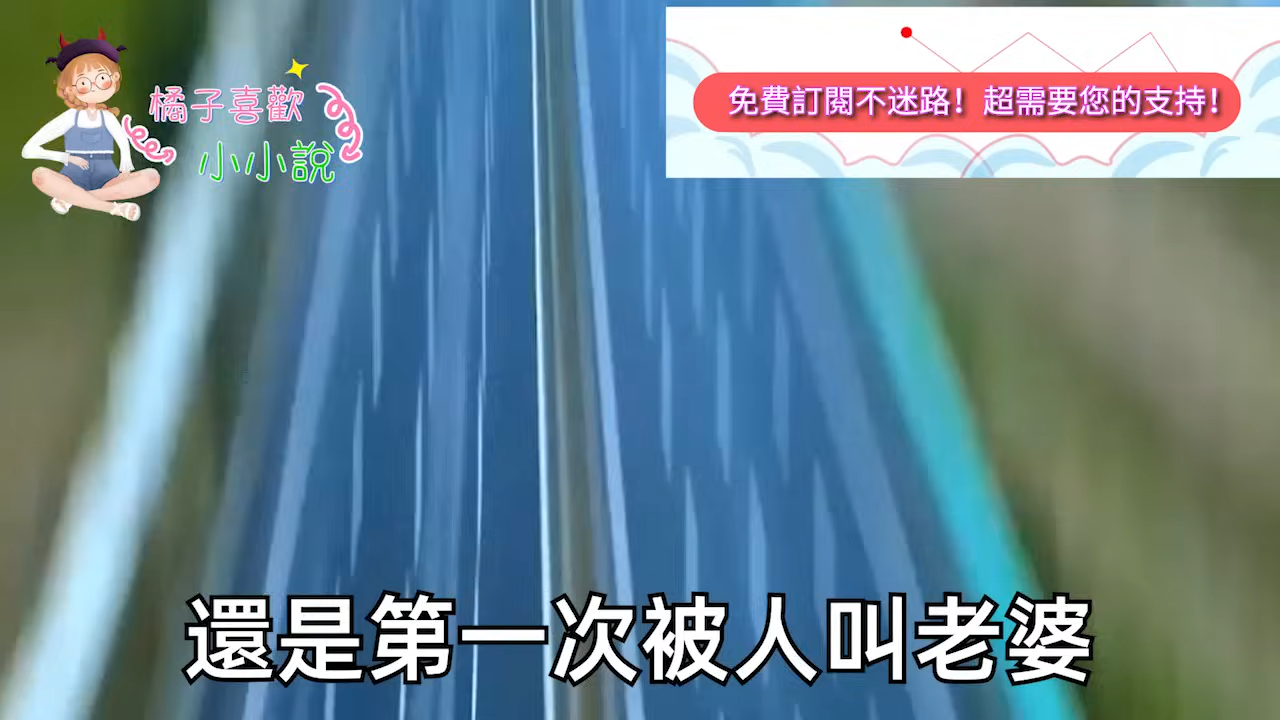 橘子喜歡
小小說
免費訂閱不迷路！超需要您的支持！
還是第一次被人叫老婆